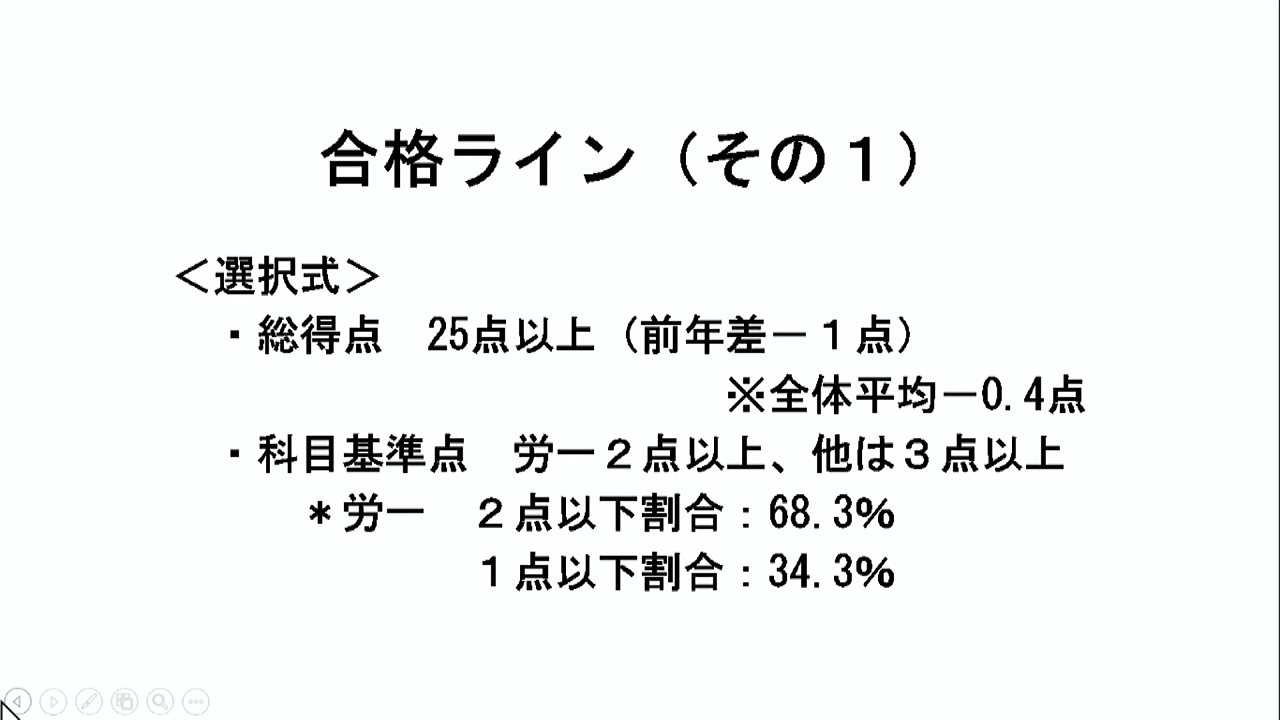 合格ライン（その１）
＜選択式＞
・総得点　25点以上（前年差－１点）
※全体平均－0.4点
・科目基準点　労一２点以上、他は３点以上
＊労一　２点以下割合：68.3%
１点以下割合：34.3%